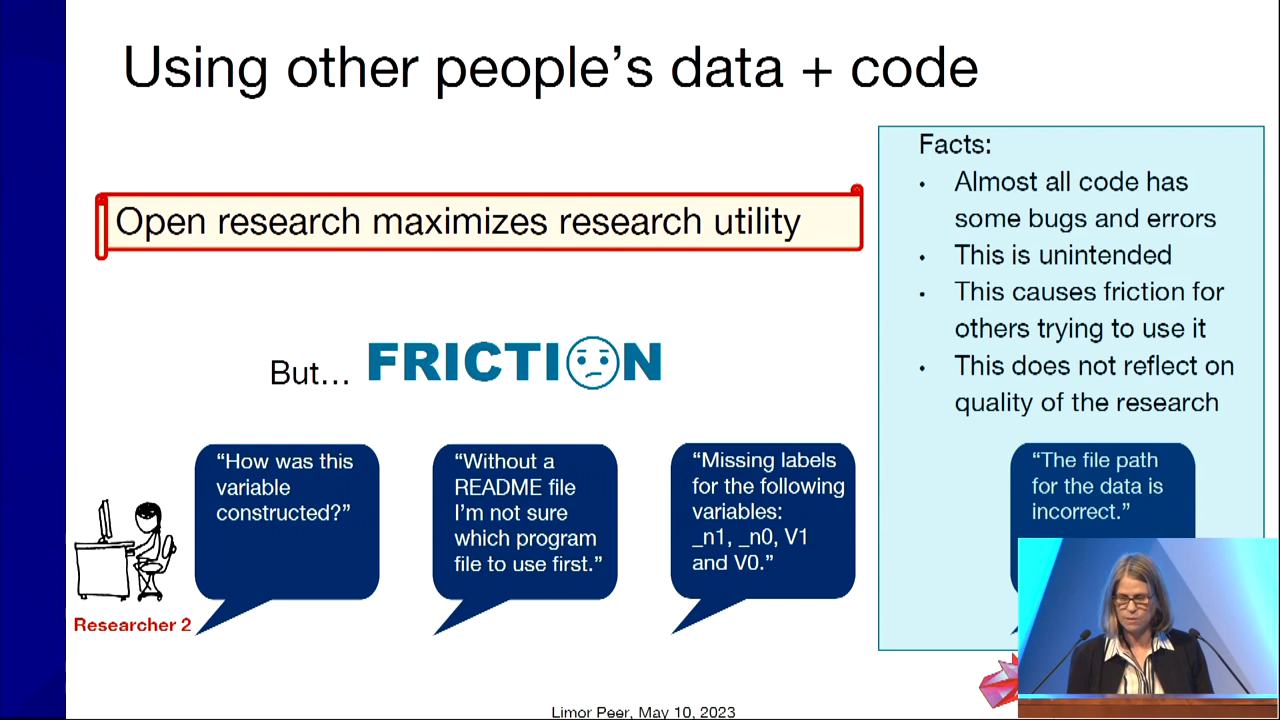 Using other people's data + code
Open research maximizes research utility
But... FRICTION
Facts:
• Almost all code has
some bugs and errors
• This is unintended
• This causes friction for
others trying to use it
• This does not reflect on
quality of the research
"How was this
variable
constructed?"
"Without a
README file
I'm not sure
which program
file to use first."
"Missing labels
for the following
variables:
_n1, _n0, V1
and V0."
"The file path
for the data is
incorrect."
Researcher 2
Limor Peer, May 10, 2023